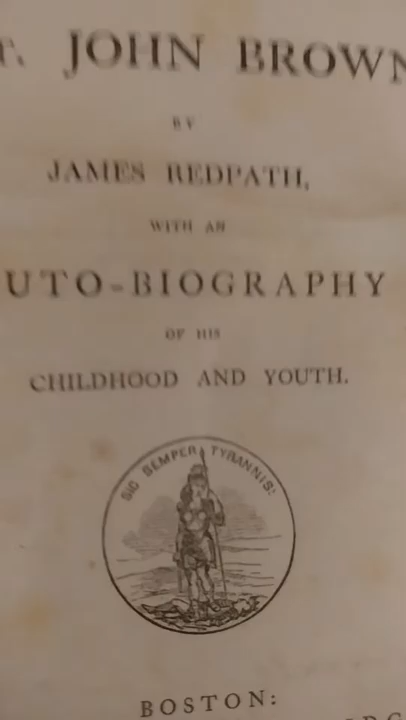 JOHN BROWN
BY
JAMES REDPATH,
WITH AN
UTO-BIOGRAPHY
OF HIS
CHILDHOOD AND YOUTH.
SIC SEMPER TYRANNIS:
BOSTON: